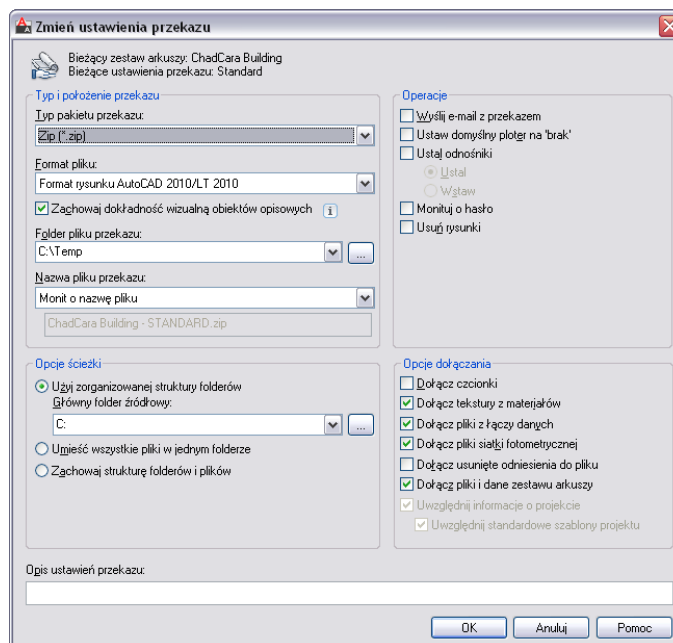 Zmień ustawienia przekazu
Bieżący zestaw arkuszy: ChadCara Building
Bieżące ustawienia przekazu: Standard
Typ i położenie przekazu
Typ pakietu przekazu:
Zip (*.zip)
Format pliku:
Format rysunku AutoCAD 2010/LT 2010
Zachowaj dokładność wizualną obiektów opisowych
Folder pliku przekazu:
C:\Temp
...
Nazwa pliku przekazu:
Monit o nazwę pliku
ChadCara Building - STANDARD.zip
Operacje
Wyślij e-mail z przekazem
Ustaw domyślny ploter na 'brak'
Ustal odnośniki
Ustal
Wstaw
Monituj o hasło
Usuń rysunki
Opcje ścieżki
Użyj zorganizowanej struktury folderów
Główny folder źródłowy:
C:
...
Umieść wszystkie pliki w jednym folderze
Zachowaj strukturę folderów i plików
Opcje dołączania
Dołącz czcionki
Dołącz tekstury z materjałów
Dołącz pliki z łączy danych
Dołącz pliki siatki fotometrycznej
Dołącz usunięte odniesienia do pliku
Dołącz pliki i dane zestawu arkuszy
Uwzględnij informacje o projekcie
Uwzględnij standardowe szablony projektu
Opis ustawień przekazu:
OK
Anuluj
Pomoc